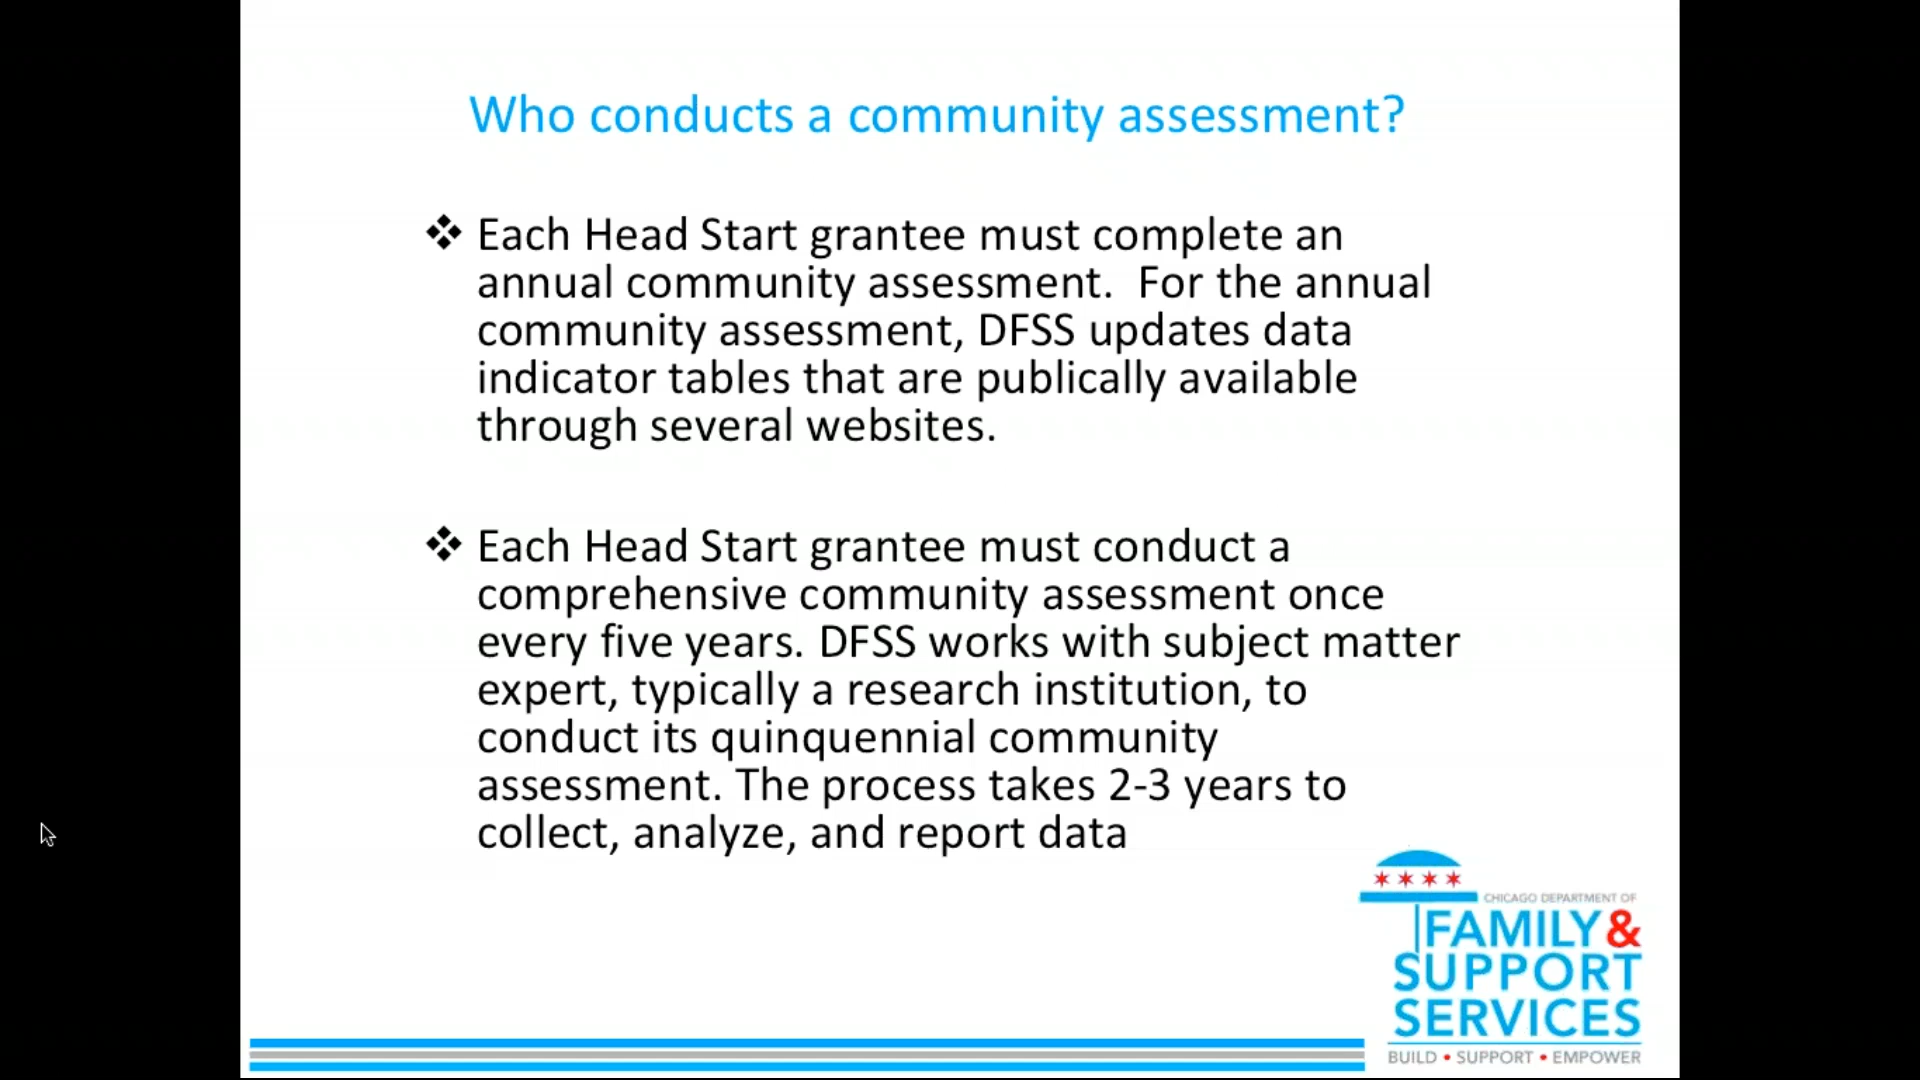 Who conducts a community assessment?
❖ Each Head Start grantee must complete an
annual community assessment.  For the annual
community assessment, DFSS updates data
indicator tables that are publically available
through several websites.
❖ Each Head Start grantee must conduct a
comprehensive community assessment once
every five years. DFSS works with subject matter
expert, typically a research institution, to
conduct its quinquennial community
assessment. The process takes 2-3 years to
collect, analyze, and report data
CHICAGO DEPARTMENT OF
FAMILY &
SUPPORT
SERVICES
BUILD • SUPPORT • EMPOWER